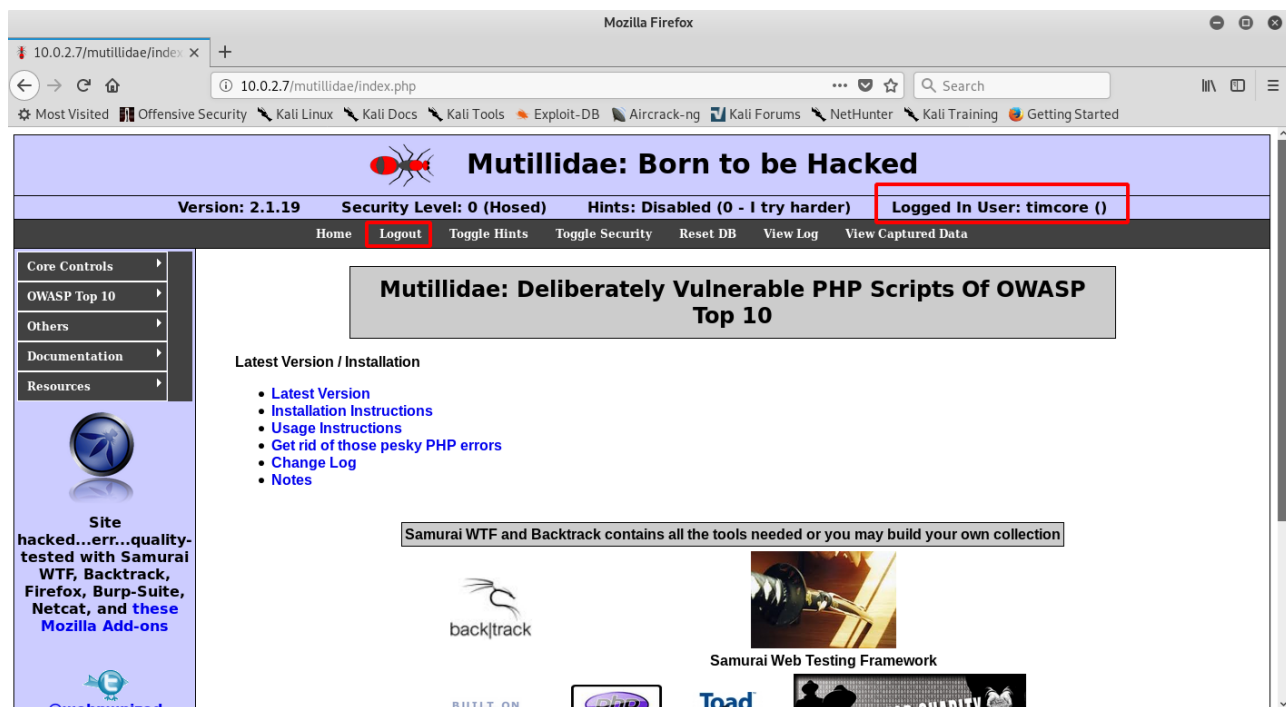 Mozilla Firefox
10.0.2.7/mutillidae/index
10.0.2.7/mutillidae/index.php
Search
Most Visited Offensive Security Kali Linux Kali Docs Kali Tools Exploit-DB Aircrack-ng Kali Forums NetHunter Kali Training Getting Started
Mutillidae: Born to be Hacked
Version: 2.1.19 Security Level: 0 (Hosed) Hints: Disabled (0 - I try harder) Logged In User: timcore ()
Home Logout Toggle Hints Toggle Security Reset DB View Log View Captured Data
Core Controls
OWASP Top 10
Others
Documentation
Resources
Site
hacked...err...quality-
tested with Samurai
WTF, Backtrack,
Firefox, Burp-Suite,
Netcat, and these
Mozilla Add-ons
Mutillidae: Deliberately Vulnerable PHP Scripts Of OWASP
Top 10
Latest Version / Installation
Latest Version
Installation Instructions
Usage Instructions
Get rid of those pesky PHP errors
Change Log
Notes
Samurai WTF and Backtrack contains all the tools needed or you may build your own collection
back|track
Samurai Web Testing Framework
BUILT ON
php
Toad